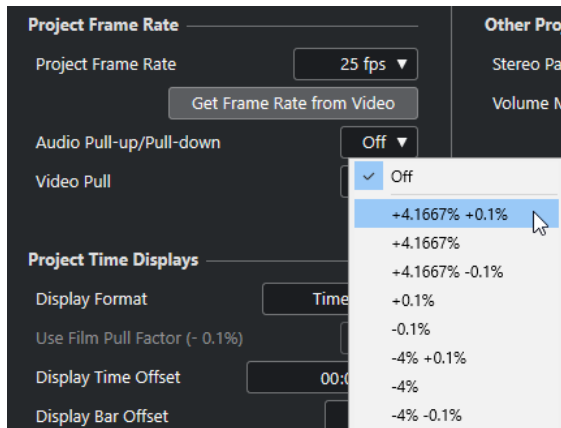 Project Frame Rate
Other Pro
Project Frame Rate
25 fps
Stereo Pa
Get Frame Rate from Video
Volume M
Audio Pull-up/Pull-down
Off
Video Pull
Off
+4.1667% +0.1%
+4.1667%
+4.1667% -0.1%
+0.1%
-0.1%
-4% +0.1%
-4%
-4% -0.1%
Project Time Displays
Display Format
Time
Use Film Pull Factor (- 0.1%)
Display Time Offset
00:0
Display Bar Offset